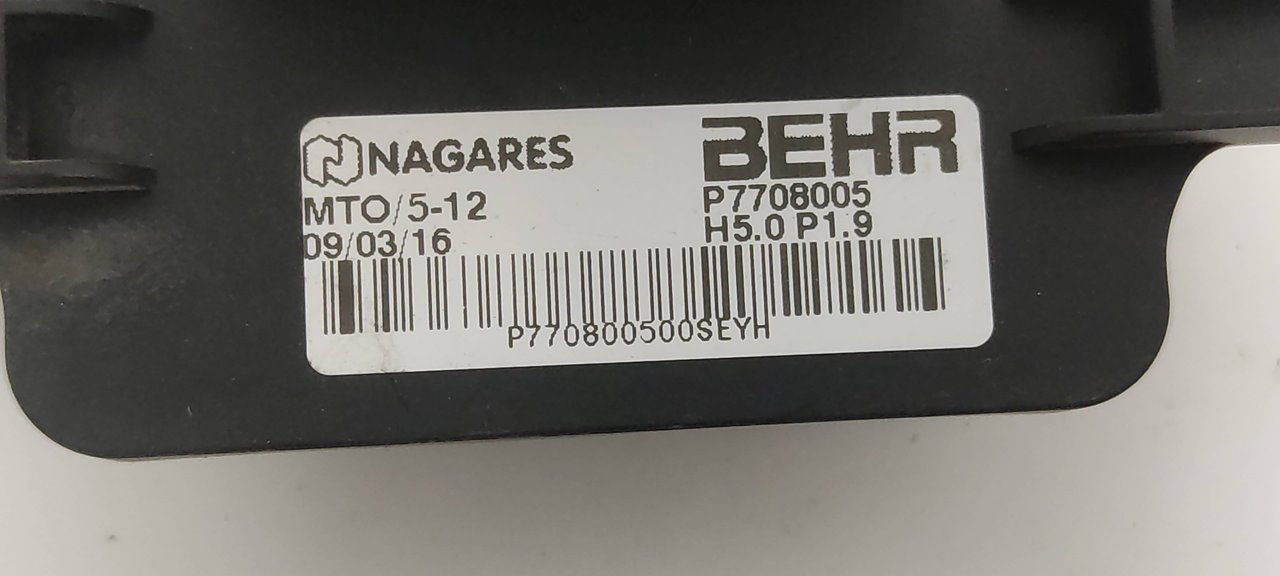 NAGARES
BEHR
MTO/5-12
P7708005
09/03/16
H5.0 P1.9
P770800500SEYH